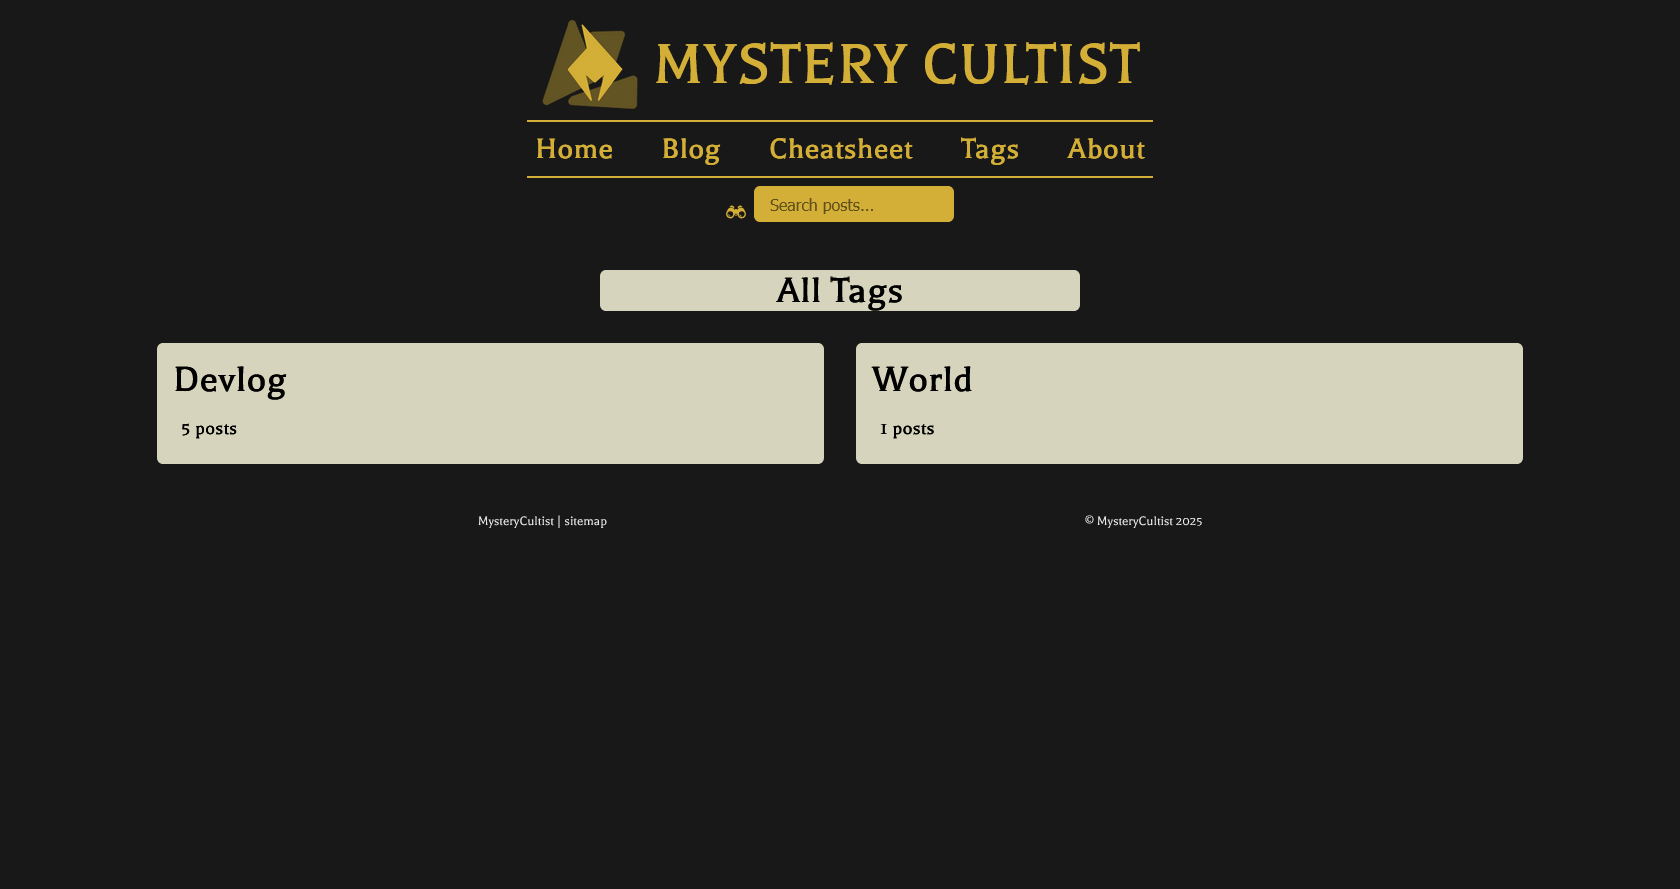 MYSTERY CULTIST
Home Blog Cheatsheet Tags About
Search posts...
All Tags
Devlog
5 posts
World
1 posts
MysteryCultist | sitemap
© MysteryCultist 2025